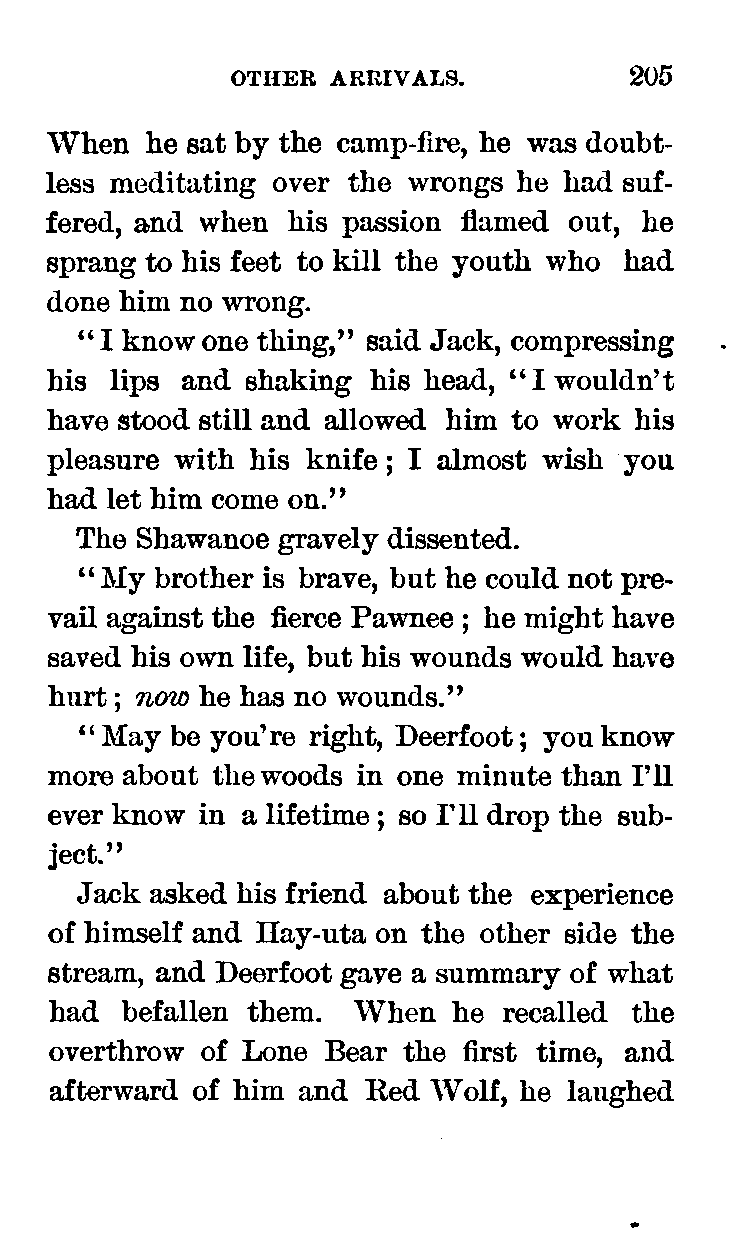 OTHER ARRIVALS. 205
When he sat by the camp-fire, he was doubt-
less meditating over the wrongs he had suf-
fered, and when his passion flamed out, he
sprang to his feet to kill the youth who had
done him no wrong.
"I know one thing," said Jack, compressing
his lips and shaking his head, "I wouldn't
have stood still and allowed him to work his
pleasure with his knife; I almost wish you
had let him come on."
The Shawanoe gravely dissented.
"My brother is brave, but he could not pre-
vail against the fierce Pawnee; he might have
saved his own life, but his wounds would have
hurt; now he has no wounds."
"May be you're right, Deerfoot; you know
more about the woods in one minute than I'll
ever know in a lifetime; so I'll drop the sub-
ject."
Jack asked his friend about the experience
of himself and Hay-uta on the other side the
stream, and Deerfoot gave a summary of what
had befallen them. When he recalled the
overthrow of Lone Bear the first time, and
afterward of him and Red Wolf, he laughed